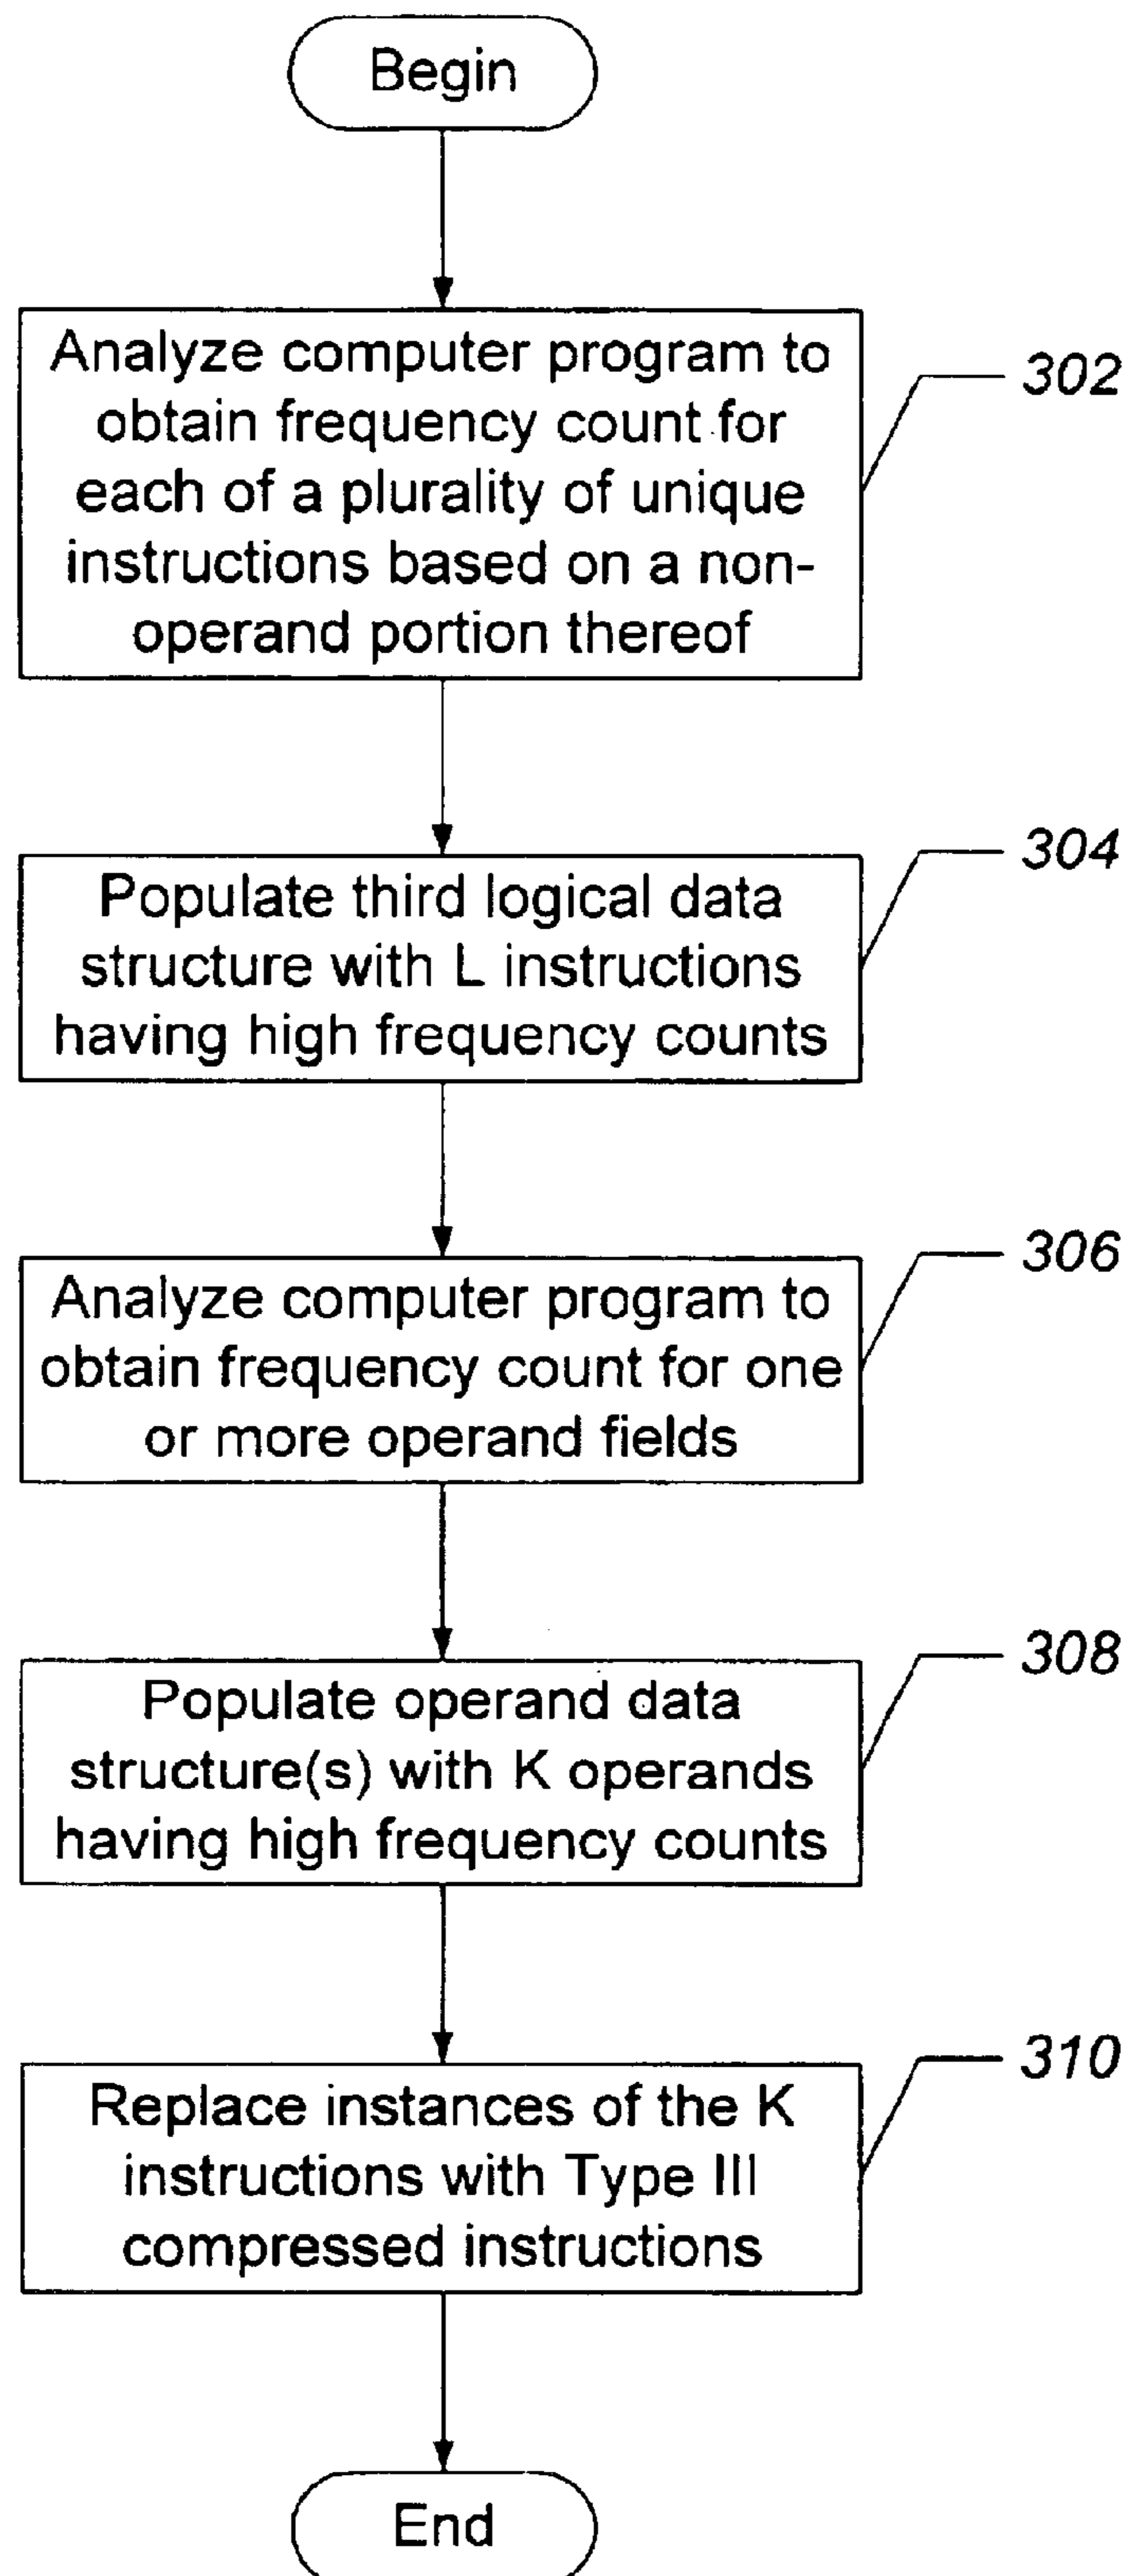 Begin
Analyze computer program to
obtain frequency count for
each of a plurality of unique
instructions based on a non-
operand portion thereof
302
Populate third logical data
structure with L instructions
having high frequency counts
304
Analyze computer program to
obtain frequency count for one
or more operand fields
306
Populate operand data
structure(s) with K operands
having high frequency counts
308
Replace instances of the K
instructions with Type III
compressed instructions
310
End